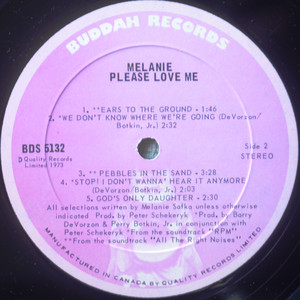 BUDDAH RECORDS
MELANIE
PLEASE LOVE ME
1. **EARS TO THE GROUND - 1:46
2. *WE DON'T KNOW WHERE WE'RE GOING (DeVorzon/
Botkin, Jr.) 2:32
BDS 5132
Side 2
Quality Records
Limited 1973
STEREO
3. **PEBBLES IN THE SAND - 3:28
4. *STOP! I DON'T WANNA' HEAR IT ANYMORE
(DeVorzon/Botkin, Jr.) 2:03
5. GOD'S ONLY DAUGHTER - 2:30
All selections written by Melanie Safka unless otherwise
indicated Prod. by Peter Schekeryk *Prod. by Barry
DeVorzon & Perry Botkin, Jr. in conjunction with
Peter Schekeryk *From the soundtrack "RPM"
**From the soundtrack "All The Right Noises"
MANUFACTURED IN CANADA BY QUALITY RECORDS LIMITED